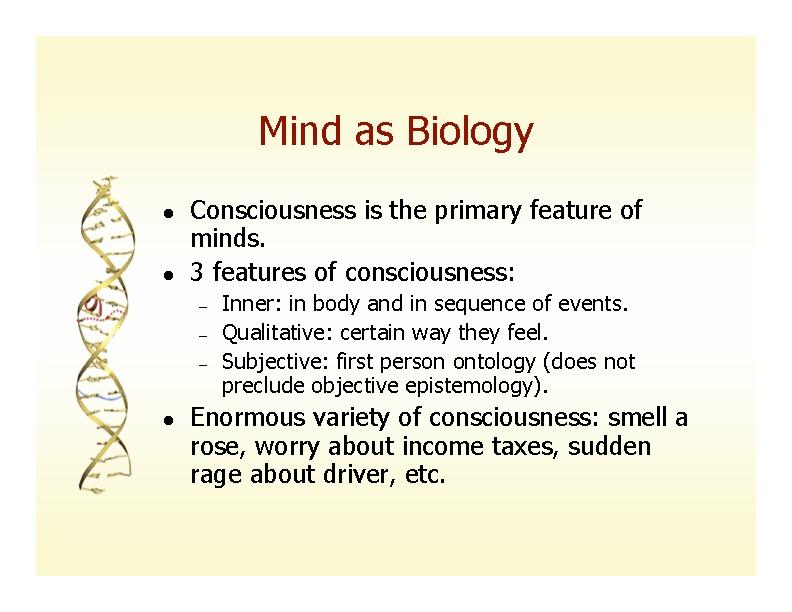 Mind as Biology
● Consciousness is the primary feature of
minds.
● 3 features of consciousness:
– Inner: in body and in sequence of events.
– Qualitative: certain way they feel.
– Subjective: first person ontology (does not
preclude objective epistemology).
● Enormous variety of consciousness: smell a
rose, worry about income taxes, sudden
rage about driver, etc.